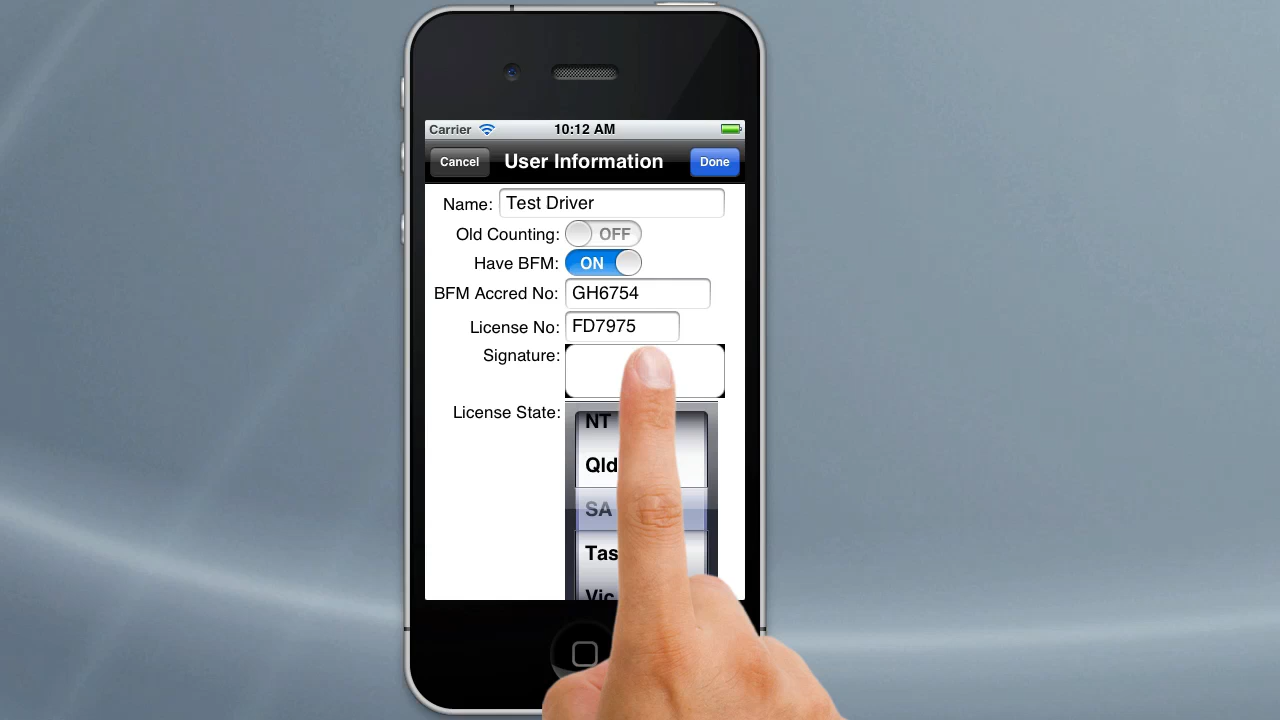 Carrier 10:12 AM
Cancel User Information Done
Name: Test Driver
Old Counting: OFF
Have BFM: ON
BFM Accred No: GH6754
License No: FD7975
Signature:
License State:
NT
Qld
SA
Tas
Vic